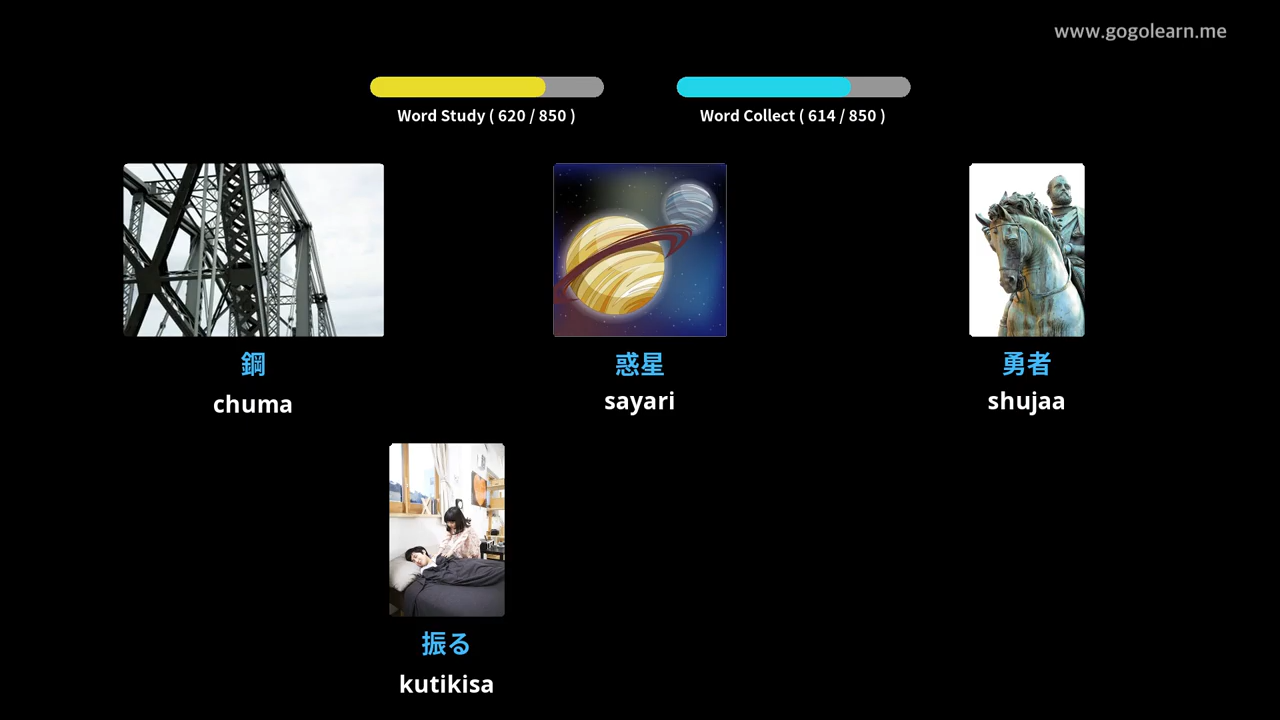 www.gogolearn.me
Word Study ( 620 / 850 )
Word Collect ( 614 / 850 )
鋼
chuma
惑星
sayari
勇者
shujaa
振る
kutikisa